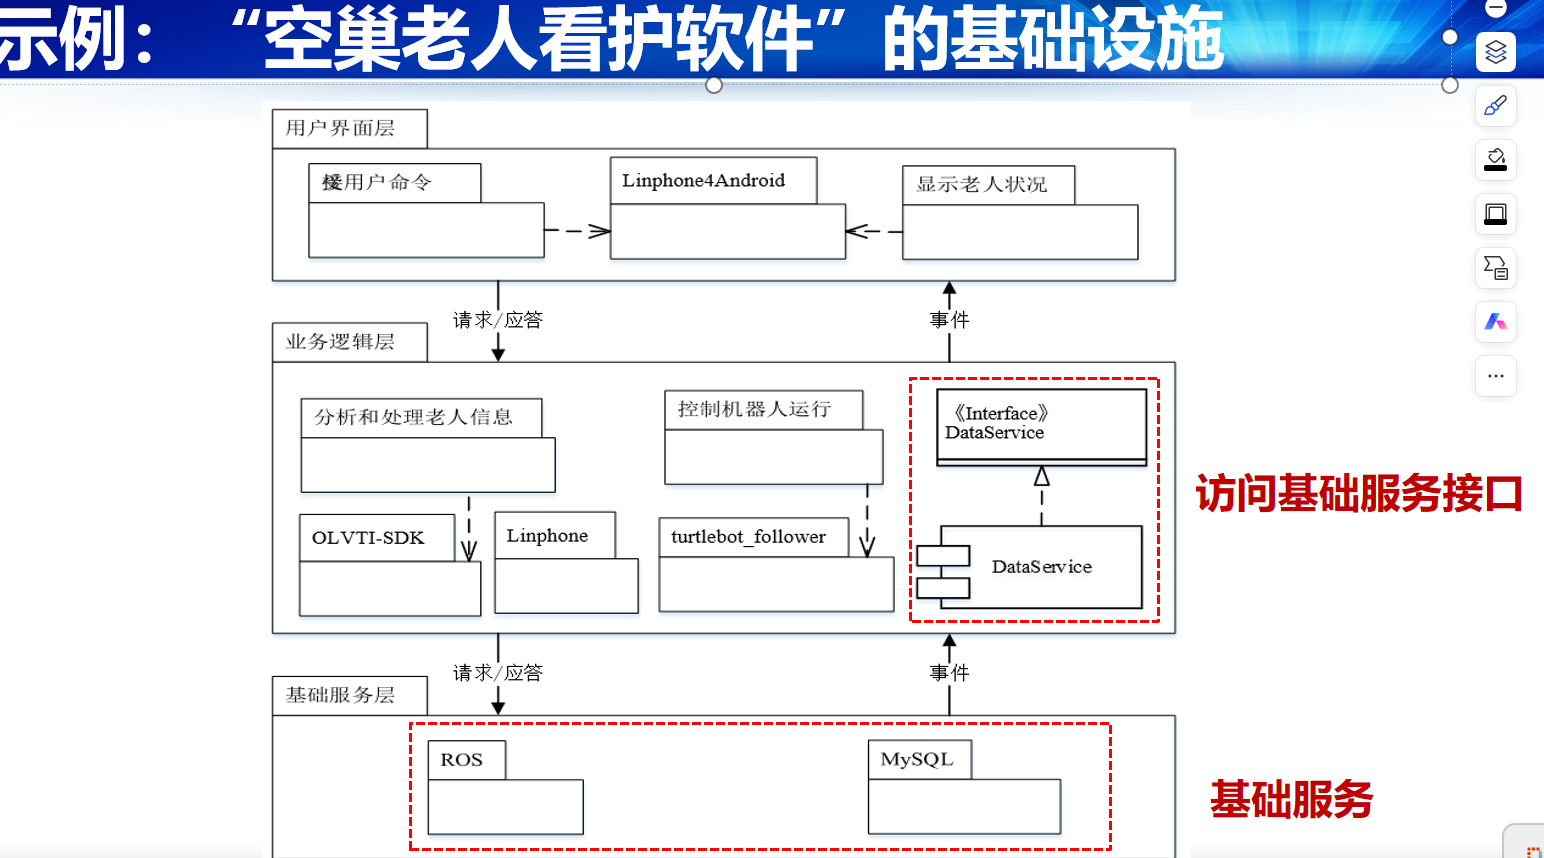 示例：“空巢老人看护软件”的基础设施
用户界面层
用户命令
Linphone4Android
显示老人状况
请求/应答
事件
业务逻辑层
分析和处理老人信息
控制机器人运行
《Interface》
DataService
访问基础服务接口
OLVTI-SDK
Linphone
turtlebot_follower
DataService
请求/应答
事件
基础服务层
ROS
MySQL
基础服务